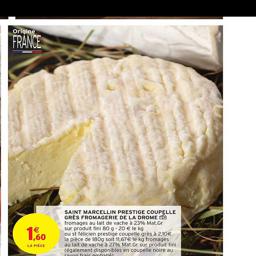 Origine
FRANCE
SAINT MARCELLIN PRESTIGE COUPELLE
GRÈS FROMAGERIE DE LA DROME
fromages au lait de vache à 23% Mat.Gr
sur produit fini 80 g - 20 € le kg
ou st félicien prestige coupelle grès à 2,10€
la pièce de 180g soit 11,67€ le kg fromages
au lait de vache à 27% Mat.Gr sur produit fini
également disponibles en coupelle noire au
1€,60
LA PIÈCE